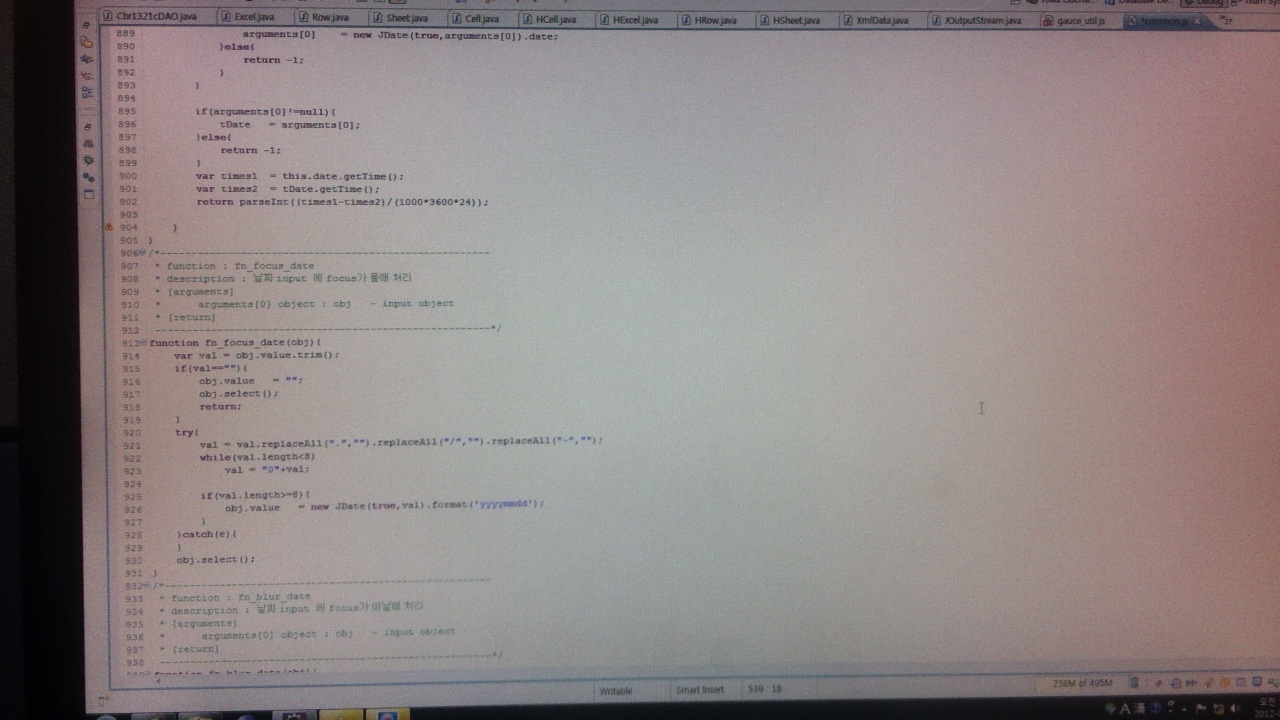 Cbr1321cDAO.java Excel.java Row.java Sheet.java Cell.java HCell.java HExcel.java HRow.java HSheet.java XmlData.java JOutputStream.java gauce_util.js *common.js
889 arguments[0] = new JDate(true,arguments[0]).date;
890 }else{
891 return -1;
892 }
893 }
894
895 if(arguments[0]!=null){
896 tDate = arguments[0];
897 }else{
898 return -1;
899 }
900 var times1 = this.date.getTime();
901 var times2 = tDate.getTime();
902 return parseInt((times1-times2)/(1000*3600*24));
903
904 }
905 }
906 /*-----------------------------------------------------
907 * function : fn_focus_date
908 * description : 날짜 input 에 focus가 올때 처리
909 * [arguments]
910 * arguments[0] object : obj - input object
911 * [return]
912 ------------------------------------------------------*/
913 function fn_focus_date(obj){
914 var val = obj.value.trim();
915 if(val==""){
916 obj.value = "";
917 obj.select();
918 return;
919 }
920 try{
921 val = val.replaceAll(".","").replaceAll("/","").replaceAll("-","");
922 while(val.length<8)
923 val = "0"+val;
924
925 if(val.length>=8){
926 obj.value = new JDate(true,val).format('yyyymmdd');
927 }
928 }catch(e){
929 }
930 obj.select();
931 }
932 /*-----------------------------------------------------
933 * function : fn_blur_date
934 * description : 날짜 input 에 focus가 떠날때 처리
935 * [arguments]
936 * arguments[0] object : obj - input object
937 * [return]
938 ------------------------------------------------------*/
Writable Smart Insert 539 : 18 238M of 495M
A 漢